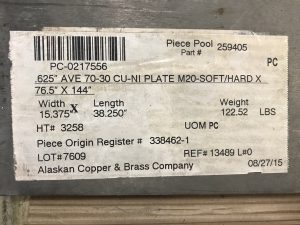 Piece Pool 259405
Part #
PC-0217556 PC
.625" AVE 70-30 CU-NI PLATE M20-SOFT/HARD X
76.5" X 144"
Width X Length Weight
15.375" 38.250" 122.52 LBS
HT# 3258 UOM PC
Piece Origin Register # 338462-1
LOT#7609 REF# 13489 L#0
Alaskan Copper & Brass Company 08/27/15